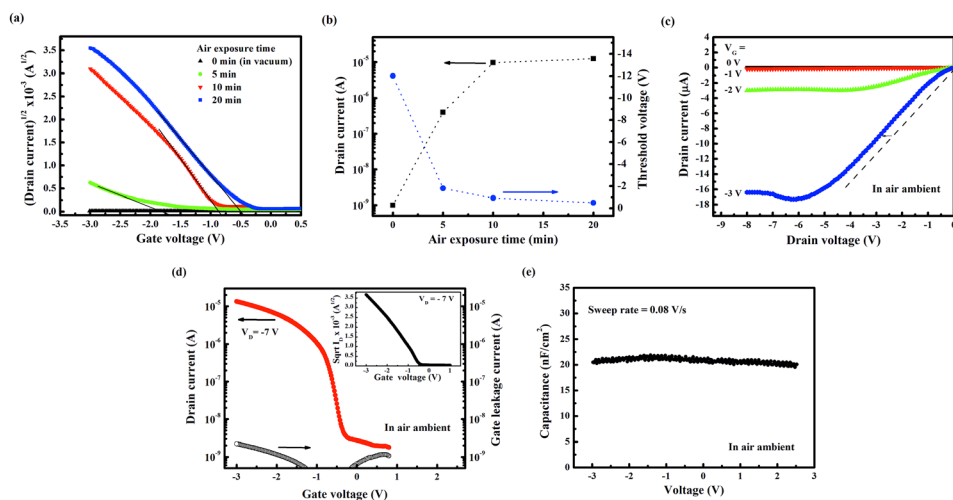 (a)
(Drain current)^1/2 x10^-3 (A^1/2)
3.5
3.0
2.5
2.0
1.5
1.0
0.5
0.0
Air exposure time
0 min (in vacuum)
5 min
10 min
20 min
-3.5 -3.0 -2.5 -2.0 -1.5 -1.0 -0.5 0.0 0.5
Gate voltage (V)
(b)
Drain current (A)
10^-5
10^-6
10^-7
10^-8
10^-9
-14
-12
-10
-8
-6
-4
-2
0
Threshold voltage (V)
0 5 10 15 20
Air exposure time (min)
(c)
Drain current (µA)
0
-2
-4
-6
-8
-10
-12
-14
-16
-18
V_G =
0 V
-1 V
-2 V
-3 V
In air ambient
-9 -8 -7 -6 -5 -4 -3 -2 -1 0
Drain voltage (V)
(d)
Drain current (A)
10^-5
10^-6
10^-7
10^-8
10^-9
V_D = -7 V
Sqrt I_D x 10^-3 (A^1/2)
3.5
3.0
2.5
2.0
1.5
1.0
0.5
0.0
V_D = - 7 V
-3 -2 -1 0 1
Gate voltage (V)
In air ambient
10^-5
10^-6
10^-7
10^-8
10^-9
Gate leakage current (A)
-3 -2 -1 0 1 2
Gate voltage (V)
(e)
Capacitance (nF/cm^2)
35
30
25
20
15
10
5
0
Sweep rate = 0.08 V/s
In air ambient
-3 -2 -1 0 1 2 3
Voltage (V)